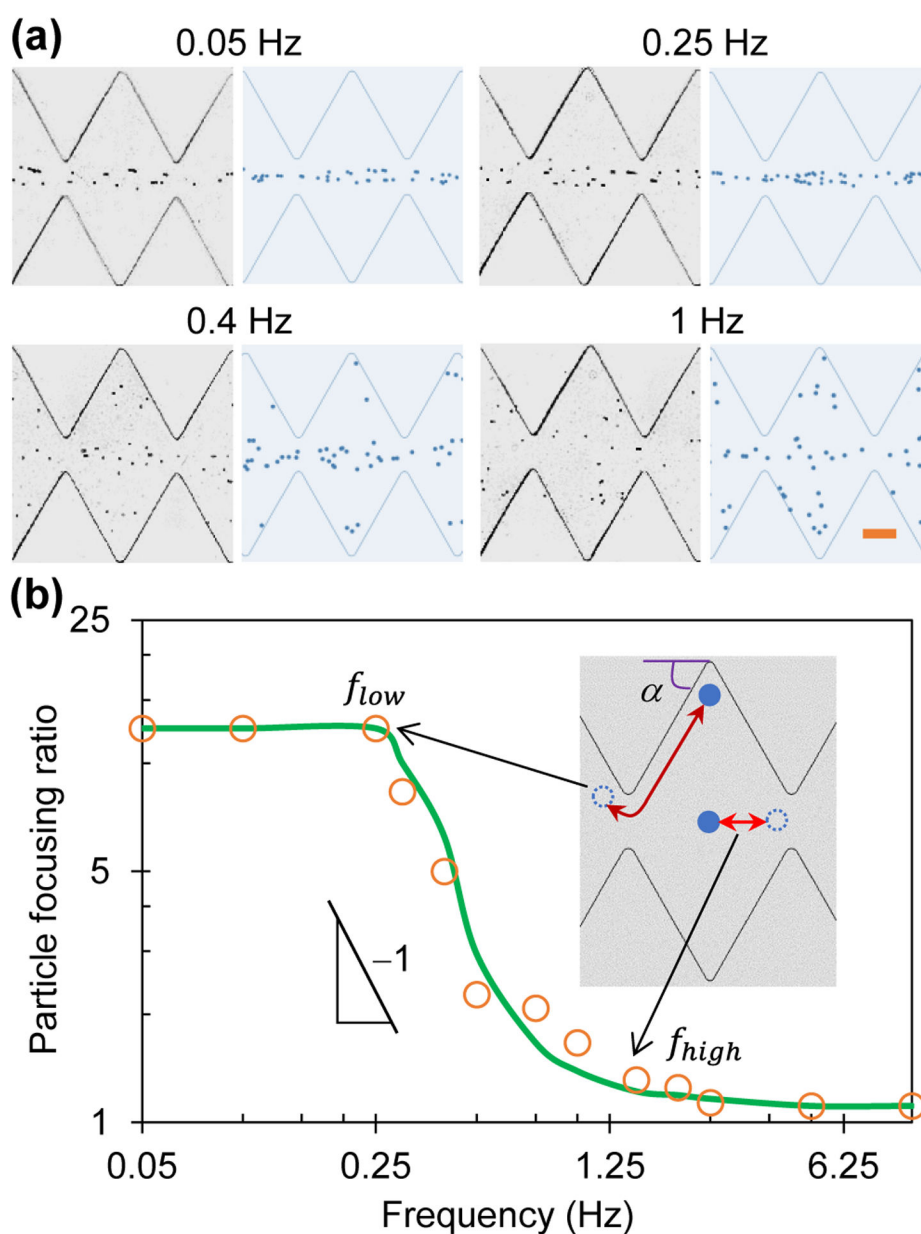 (a)
0.05 Hz 0.25 Hz
0.4 Hz 1 Hz
(b)
25
5
1
Particle focusing ratio
f_low
α
−1
f_high
0.05 0.25 1.25 6.25
Frequency (Hz)